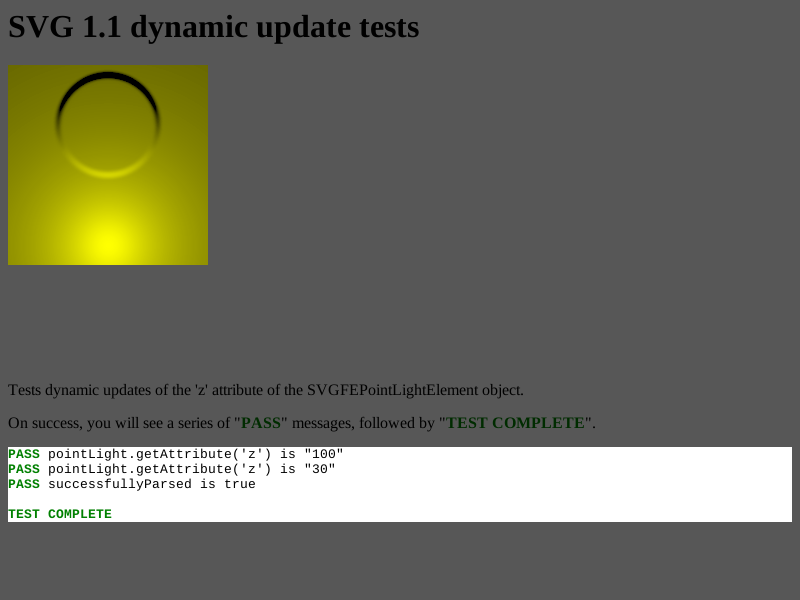 SVG 1.1 dynamic update tests
Tests dynamic updates of the 'z' attribute of the SVGFEPointLightElement object.
On success, you will see a series of "PASS" messages, followed by "TEST COMPLETE".
PASS pointLight.getAttribute('z') is "100"
PASS pointLight.getAttribute('z') is "30"
PASS successfullyParsed is true
TEST COMPLETE